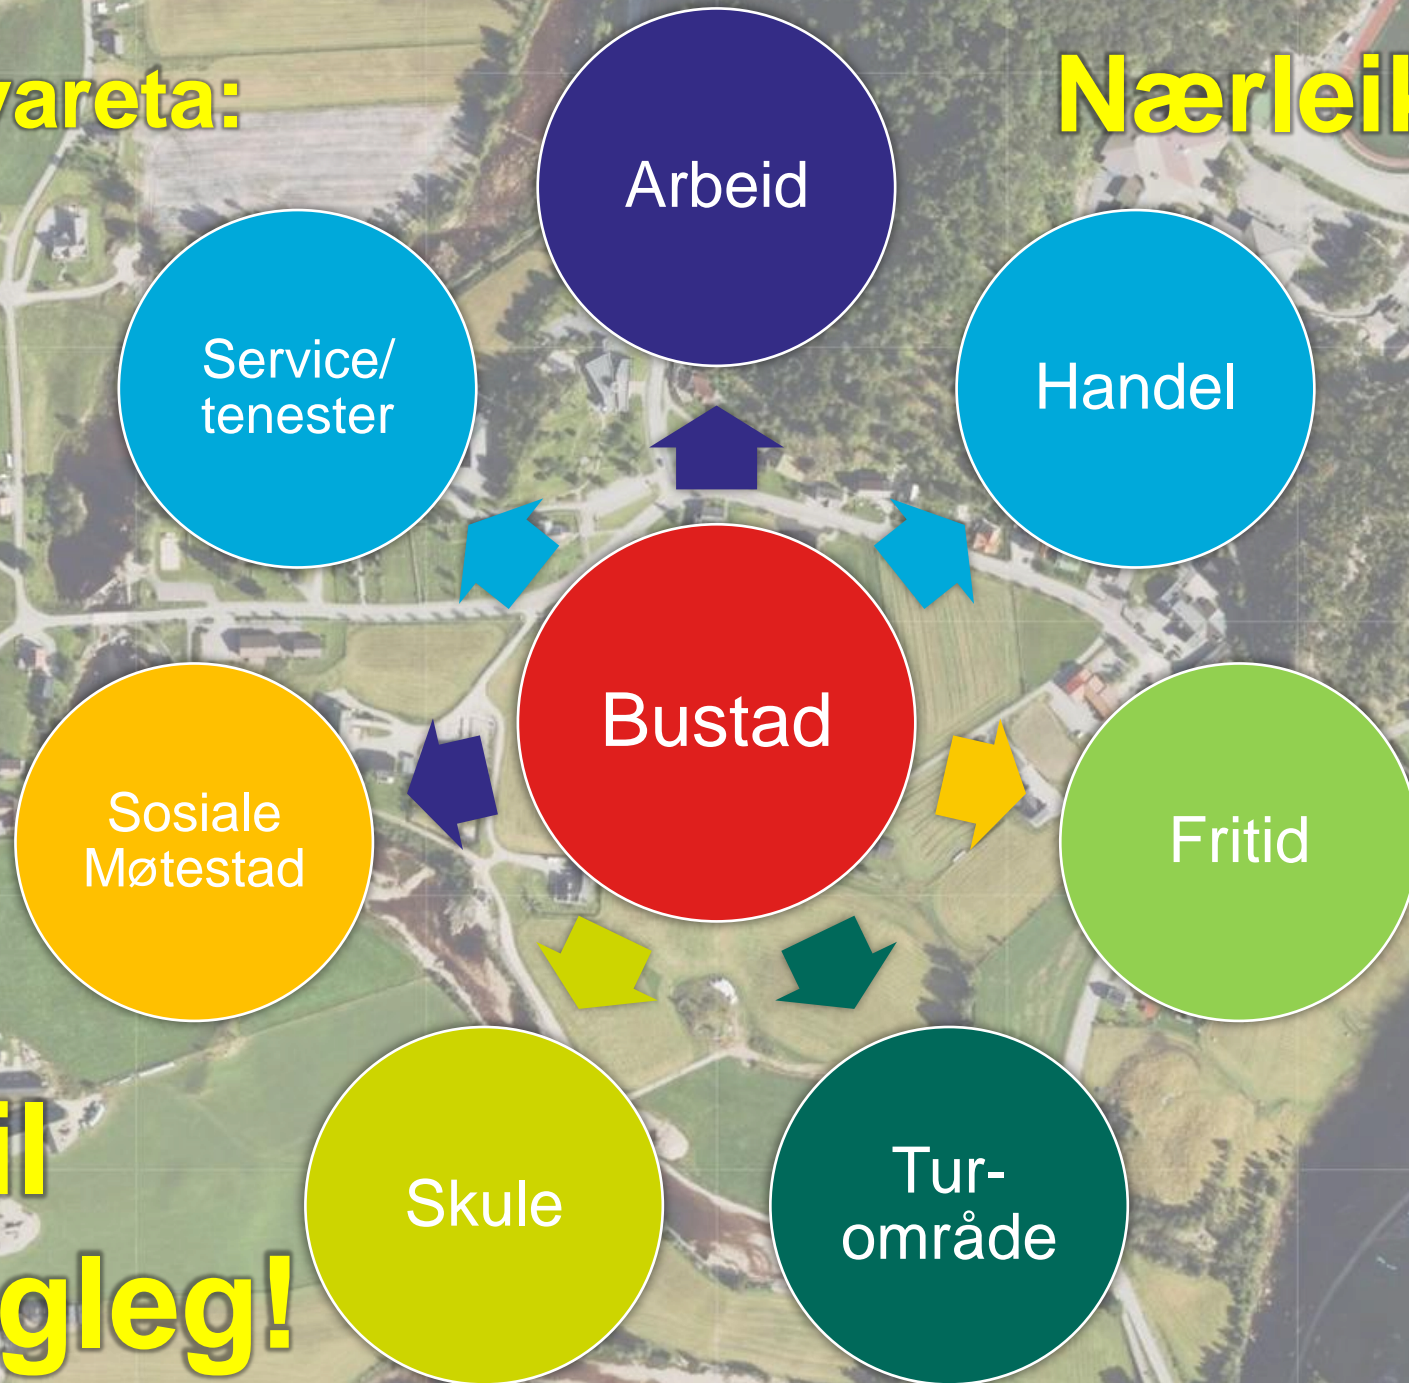 vareta:
Nærleik
Arbeid
Service/
tenester
Handel
Bustad
Sosiale
Møtestad
Fritid
Skule
Tur-
område
il
gleg!